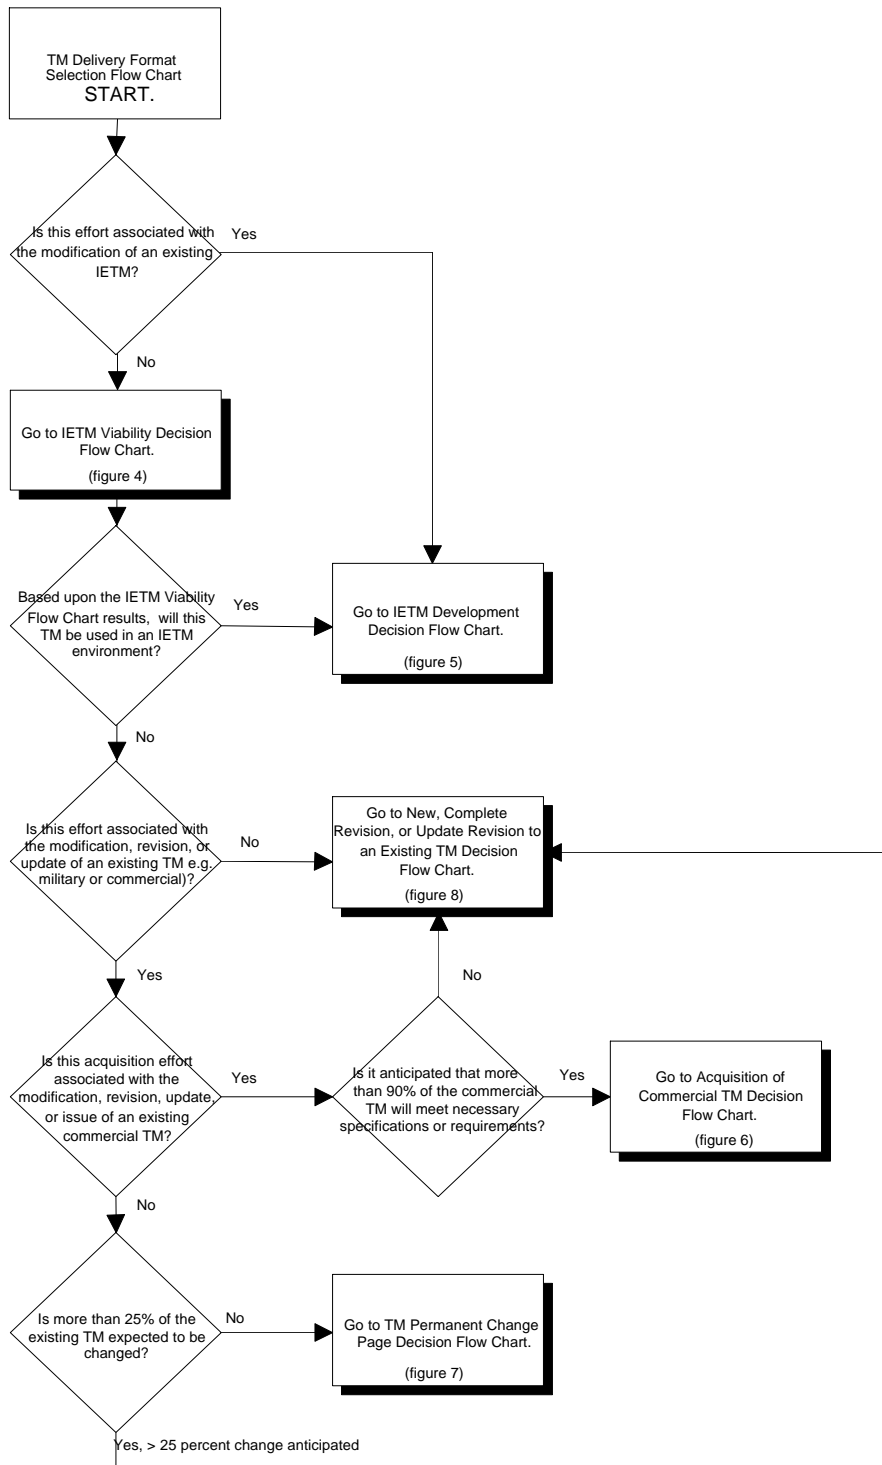 TM Delivery Format
Selection Flow Chart
START.
Is this effort associated with
the modification of an existing
IETM?
Yes
No
Go to IETM Viability Decision
Flow Chart.
(figure 4)
Based upon the IETM Viability
Flow Chart results, will this
TM be used in an IETM
environment?
Yes
Go to IETM Development
Decision Flow Chart.
(figure 5)
No
Is this effort associated with
the modification, revision, or
update of an existing TM e.g.
military or commercial)?
No
Go to New, Complete
Revision, or Update Revision to
an Existing TM Decision
Flow Chart.
(figure 8)
Yes
No
Is this acquisition effort
associated with the
modification, revision, update,
or issue of an existing
commercial TM?
Yes
Is it anticipated that more
than 90% of the commercial
TM will meet necessary
specifications or requirements?
Yes
Go to Acquisition of
Commercial TM Decision
Flow Chart.
(figure 6)
No
Is more than 25% of the
existing TM expected to be
changed?
No
Go to TM Permanent Change
Page Decision Flow Chart.
(figure 7)
Yes, > 25 percent change anticipated